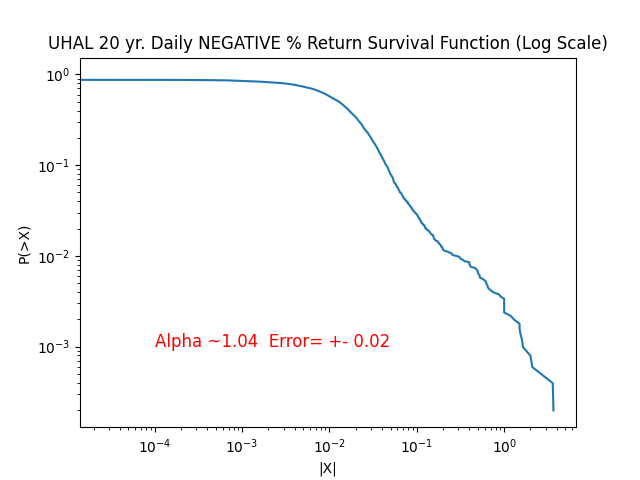 UHAL 20 yr. Daily NEGATIVE % Return Survival Function (Log Scale)
10⁰
10⁻¹
10⁻²
10⁻³
P(>X)
Alpha ~1.04  Error= +- 0.02
10⁻⁴ 10⁻³ 10⁻² 10⁻¹ 10⁰
|X|